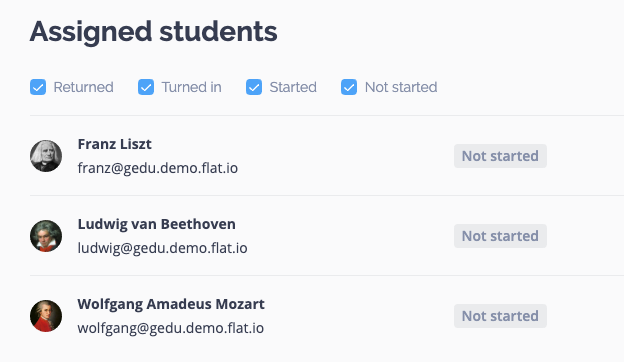 Assigned students
Returned Turned in Started Not started
Franz Liszt
franz@gedu.demo.flat.io
Not started
Ludwig van Beethoven
ludwig@gedu.demo.flat.io
Not started
Wolfgang Amadeus Mozart
wolfgang@gedu.demo.flat.io
Not started